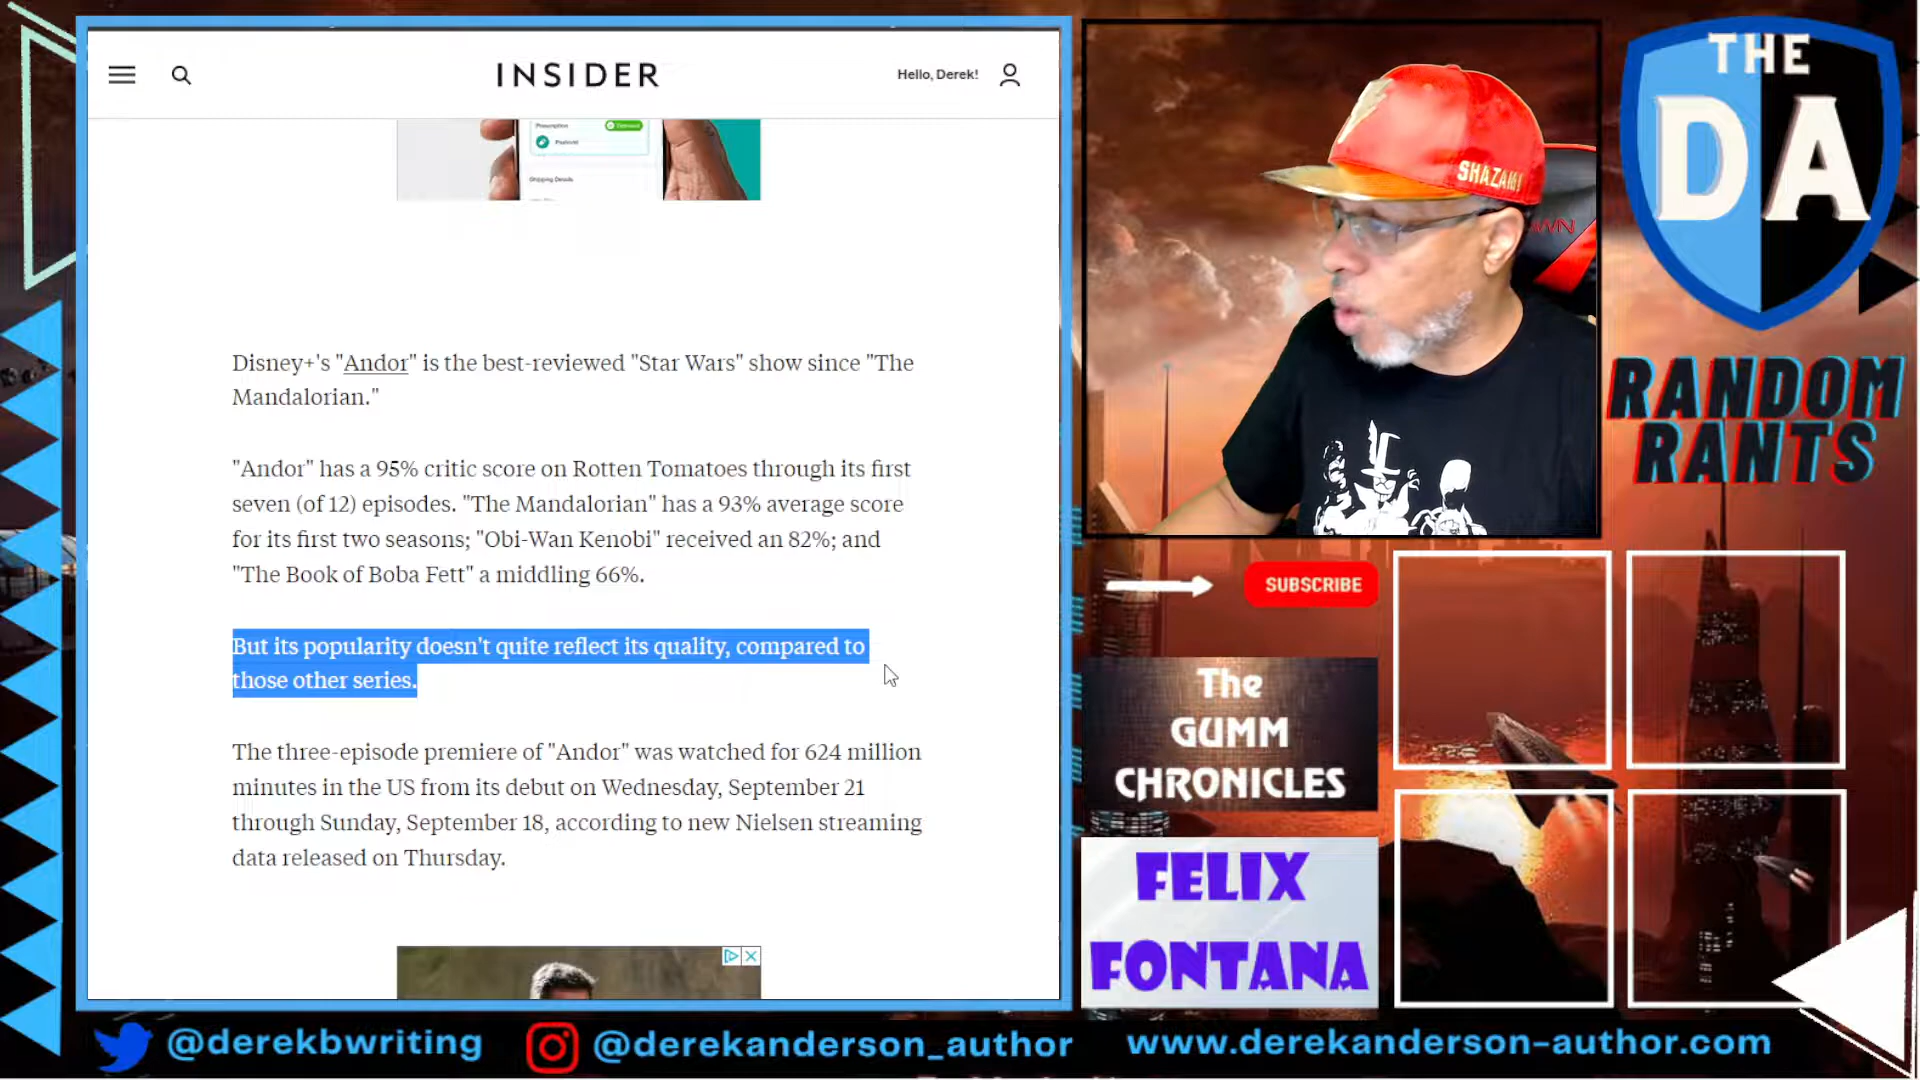 INSIDER
Hello, Derek!
Prescription
Shipping Details
Disney+'s "Andor" is the best-reviewed "Star Wars" show since "The
Mandalorian."
"Andor" has a 95% critic score on Rotten Tomatoes through its first
seven (of 12) episodes. "The Mandalorian" has a 93% average score
for its first two seasons; "Obi-Wan Kenobi" received an 82%; and
"The Book of Boba Fett" a middling 66%.
But its popularity doesn't quite reflect its quality, compared to
those other series.
The three-episode premiere of "Andor" was watched for 624 million
minutes in the US from its debut on Wednesday, September 21
through Sunday, September 18, according to new Nielsen streaming
data released on Thursday.
SHAZAM!
THE
DA
RANDOM
RANTS
SUBSCRIBE
The
GUMM
CHRONICLES
FELIX
FONTANA
@derekbwriting
@derekanderson_author
www.derekanderson-author.com